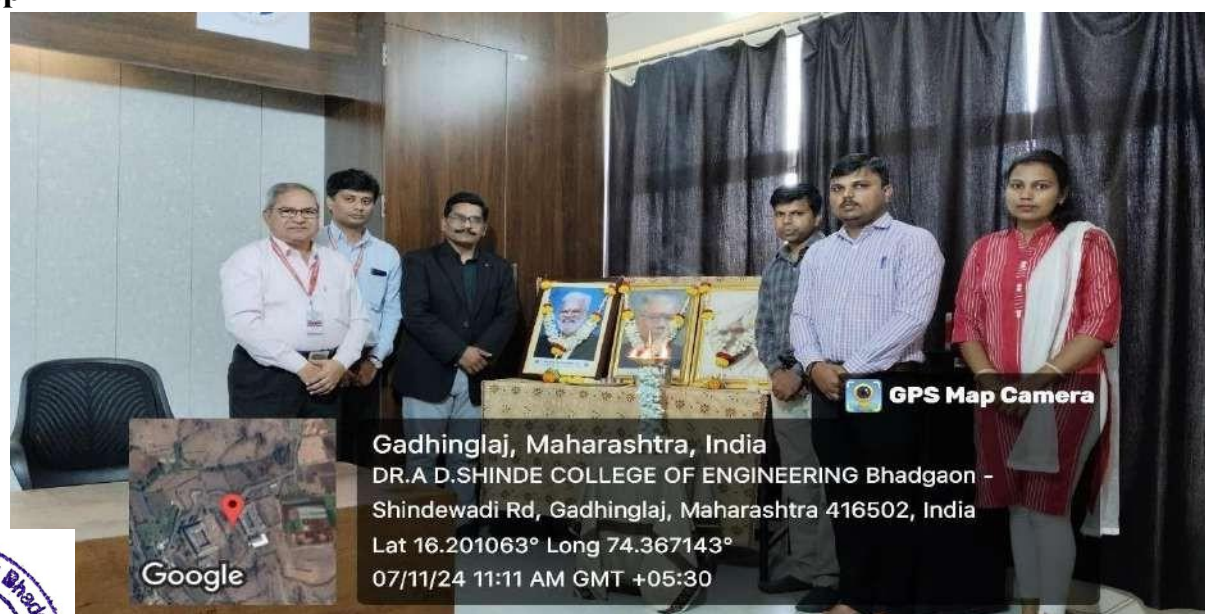 GPS Map Camera
Gadhinglaj, Maharashtra, India
DR.A D.SHINDE COLLEGE OF ENGINEERING Bhadgaon -
Shindewadi Rd, Gadhinglaj, Maharashtra 416502, India
Lat 16.201063° Long 74.367143°
07/11/24 11:11 AM GMT +05:30
Google